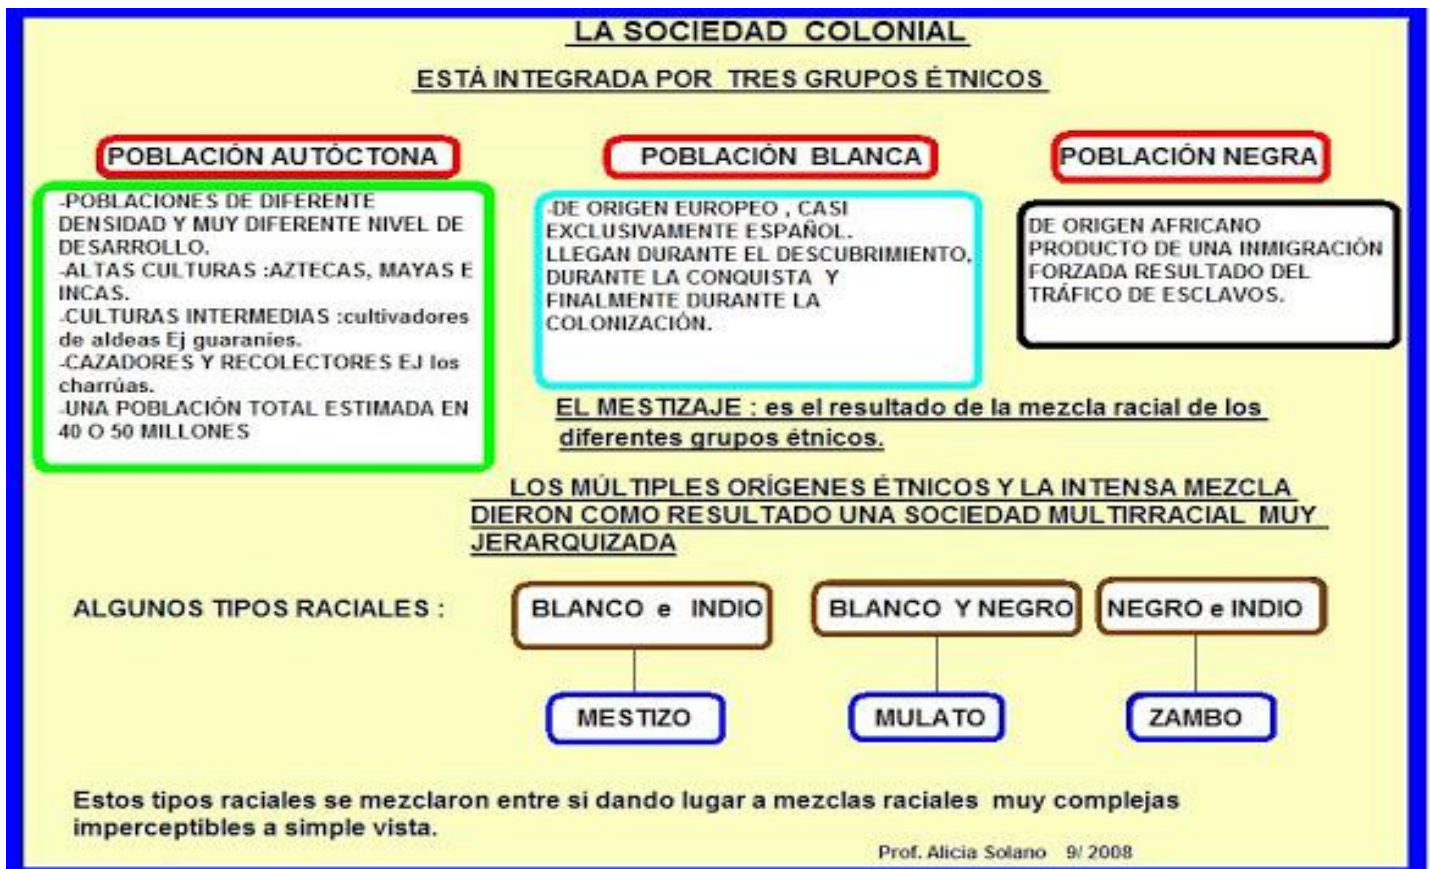 LA SOCIEDAD COLONIAL
ESTÁ INTEGRADA POR TRES GRUPOS ÉTNICOS
POBLACIÓN AUTÓCTONA
-POBLACIONES DE DIFERENTE
DENSIDAD Y MUY DIFERENTE NIVEL DE
DESARROLLO.
-ALTAS CULTURAS :AZTECAS, MAYAS E
INCAS.
-CULTURAS INTERMEDIAS :cultivadores
de aldeas Ej guaranies.
-CAZADORES Y RECOLECTORES EJ los
charrúas.
-UNA POBLACIÓN TOTAL ESTIMADA EN
40 O 50 MILLONES
POBLACIÓN BLANCA
-DE ORIGEN EUROPEO , CASI
EXCLUSIVAMENTE ESPAÑOL.
LLEGAN DURANTE EL DESCUBRIMIENTO,
DURANTE LA CONQUISTA Y
FINALMENTE DURANTE LA
COLONIZACIÓN.
POBLACIÓN NEGRA
DE ORIGEN AFRICANO
PRODUCTO DE UNA INMIGRACIÓN
FORZADA RESULTADO DEL
TRÁFICO DE ESCLAVOS.
EL MESTIZAJE : es el resultado de la mezcla racial de los
diferentes grupos étnicos.
LOS MÚLTIPLES ORÍGENES ÉTNICOS Y LA INTENSA MEZCLA
DIERON COMO RESULTADO UNA SOCIEDAD MULTIRRACIAL MUY
JERARQUIZADA
ALGUNOS TIPOS RACIALES :
BLANCO e INDIO
BLANCO Y NEGRO
NEGRO e INDIO
MESTIZO
MULATO
ZAMBO
Estos tipos raciales se mezclaron entre si dando lugar a mezclas raciales muy complejas
imperceptibles a simple vista.
Prof. Alicia Solano 9/ 2008